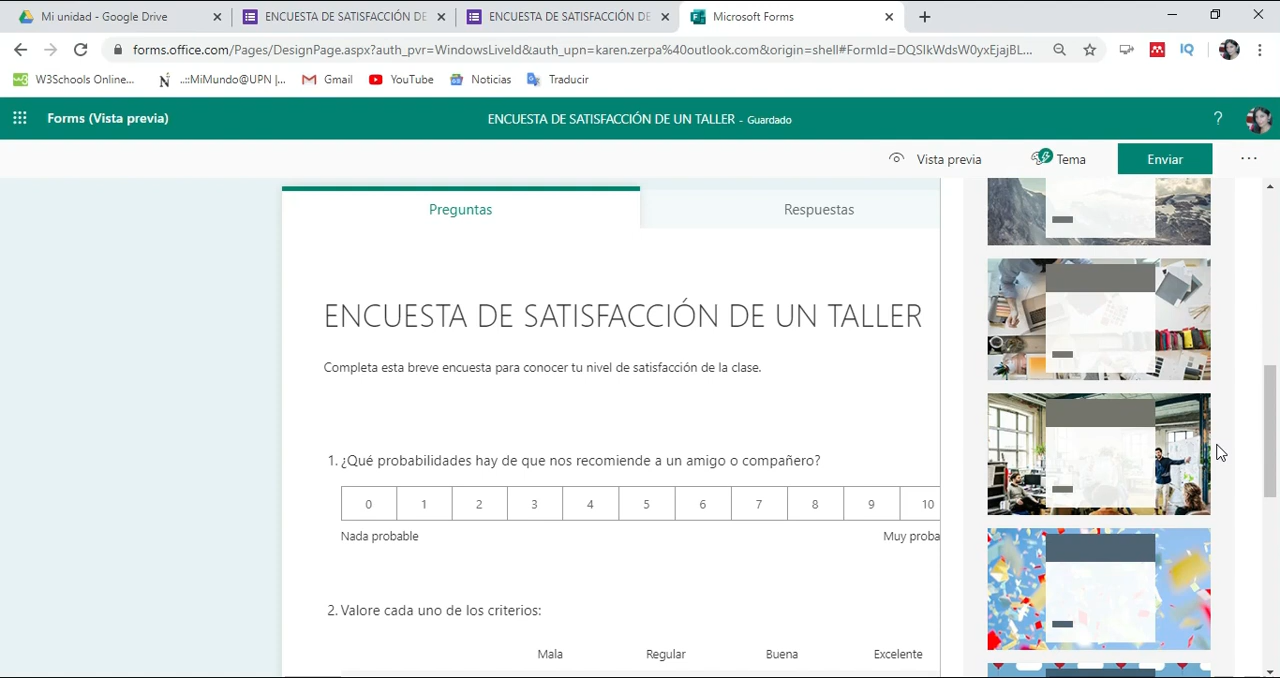 Mi unidad - Google Drive
ENCUESTA DE SATISFACCIÓN DE
ENCUESTA DE SATISFACCIÓN DE
Microsoft Forms
forms.office.com/Pages/DesignPage.aspx?auth_pvr=WindowsLiveId&auth_upn=karen.zerpa%40outlook.com&origin=shell#FormId=DQSIkWdsW0yxEjajBL...
IQ
W3Schools Online...
..::MiMundo@UPN |...
Gmail
YouTube
Noticias
Traducir
Forms (Vista previa)
ENCUESTA DE SATISFACCIÓN DE UN TALLER - Guardado
?
Vista previa
Tema
Enviar
...
Preguntas
Respuestas
ENCUESTA DE SATISFACCIÓN DE UN TALLER
Completa esta breve encuesta para conocer tu nivel de satisfacción de la clase.
1. ¿Qué probabilidades hay de que nos recomiende a un amigo o compañero?
0 1 2 3 4 5 6 7 8 9 10
Nada probable
Muy proba
2. Valore cada uno de los criterios:
Mala Regular Buena Excelente